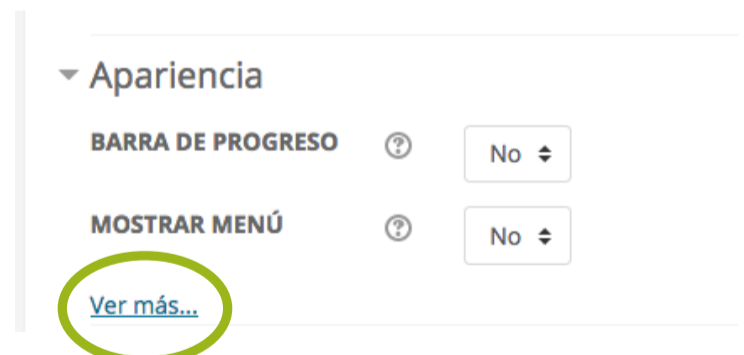 Apariencia
BARRA DE PROGRESO ? No
MOSTRAR MENÚ ? No
Ver más...